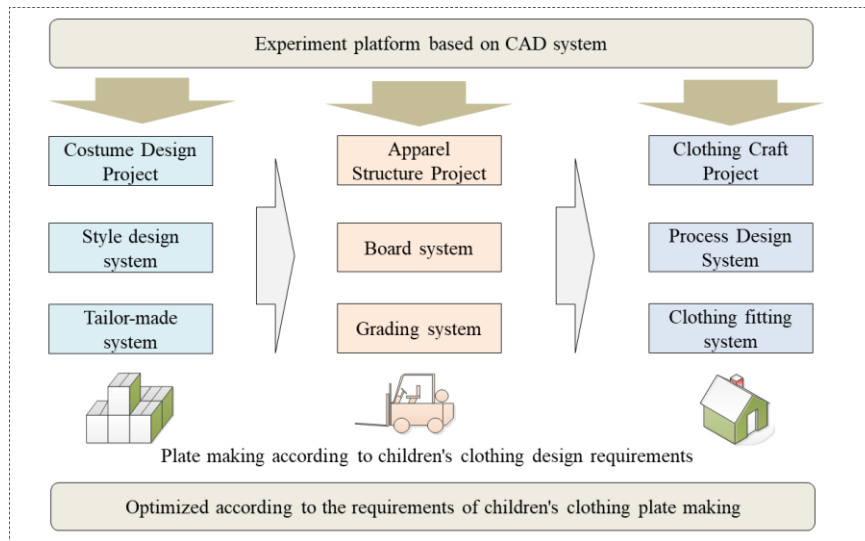 Experiment platform based on CAD system
Costume Design
Project
Apparel
Structure Project
Clothing Craft
Project
Style design
system
Board system
Process Design
System
Tailor-made
system
Grading system
Clothing fitting
system
Plate making according to children's clothing design requirements
Optimized according to the requirements of children's clothing plate making